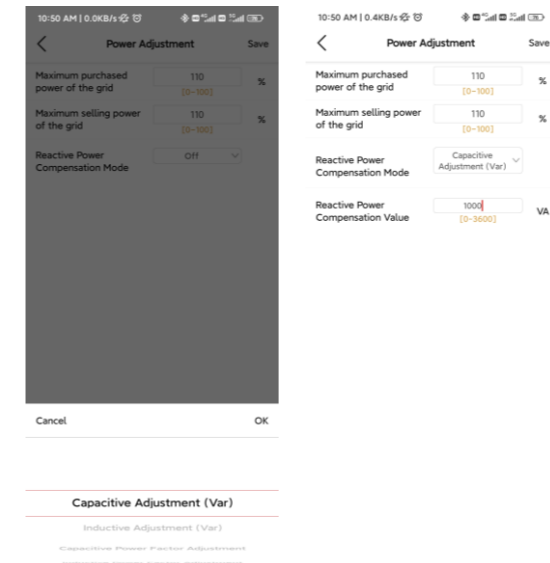 10:50 AM | 0.0KB/s
Power Adjustment
Save
Maximum purchased
power of the grid
110
%
[0-100]
Maximum selling power
of the grid
110
%
[0-100]
Reactive Power
Compensation Mode
Off
Cancel
OK
Capacitive Adjustment (Var)
Inductive Adjustment (Var)
Capacitive Power Factor Adjustment
10:50 AM | 0.4KB/s
Power Adjustment
Save
Maximum purchased
power of the grid
110
%
[0-100]
Maximum selling power
of the grid
110
%
[0-100]
Reactive Power
Compensation Mode
Capacitive
Adjustment (Var)
Reactive Power
Compensation Value
1000
VA
[0-3600]